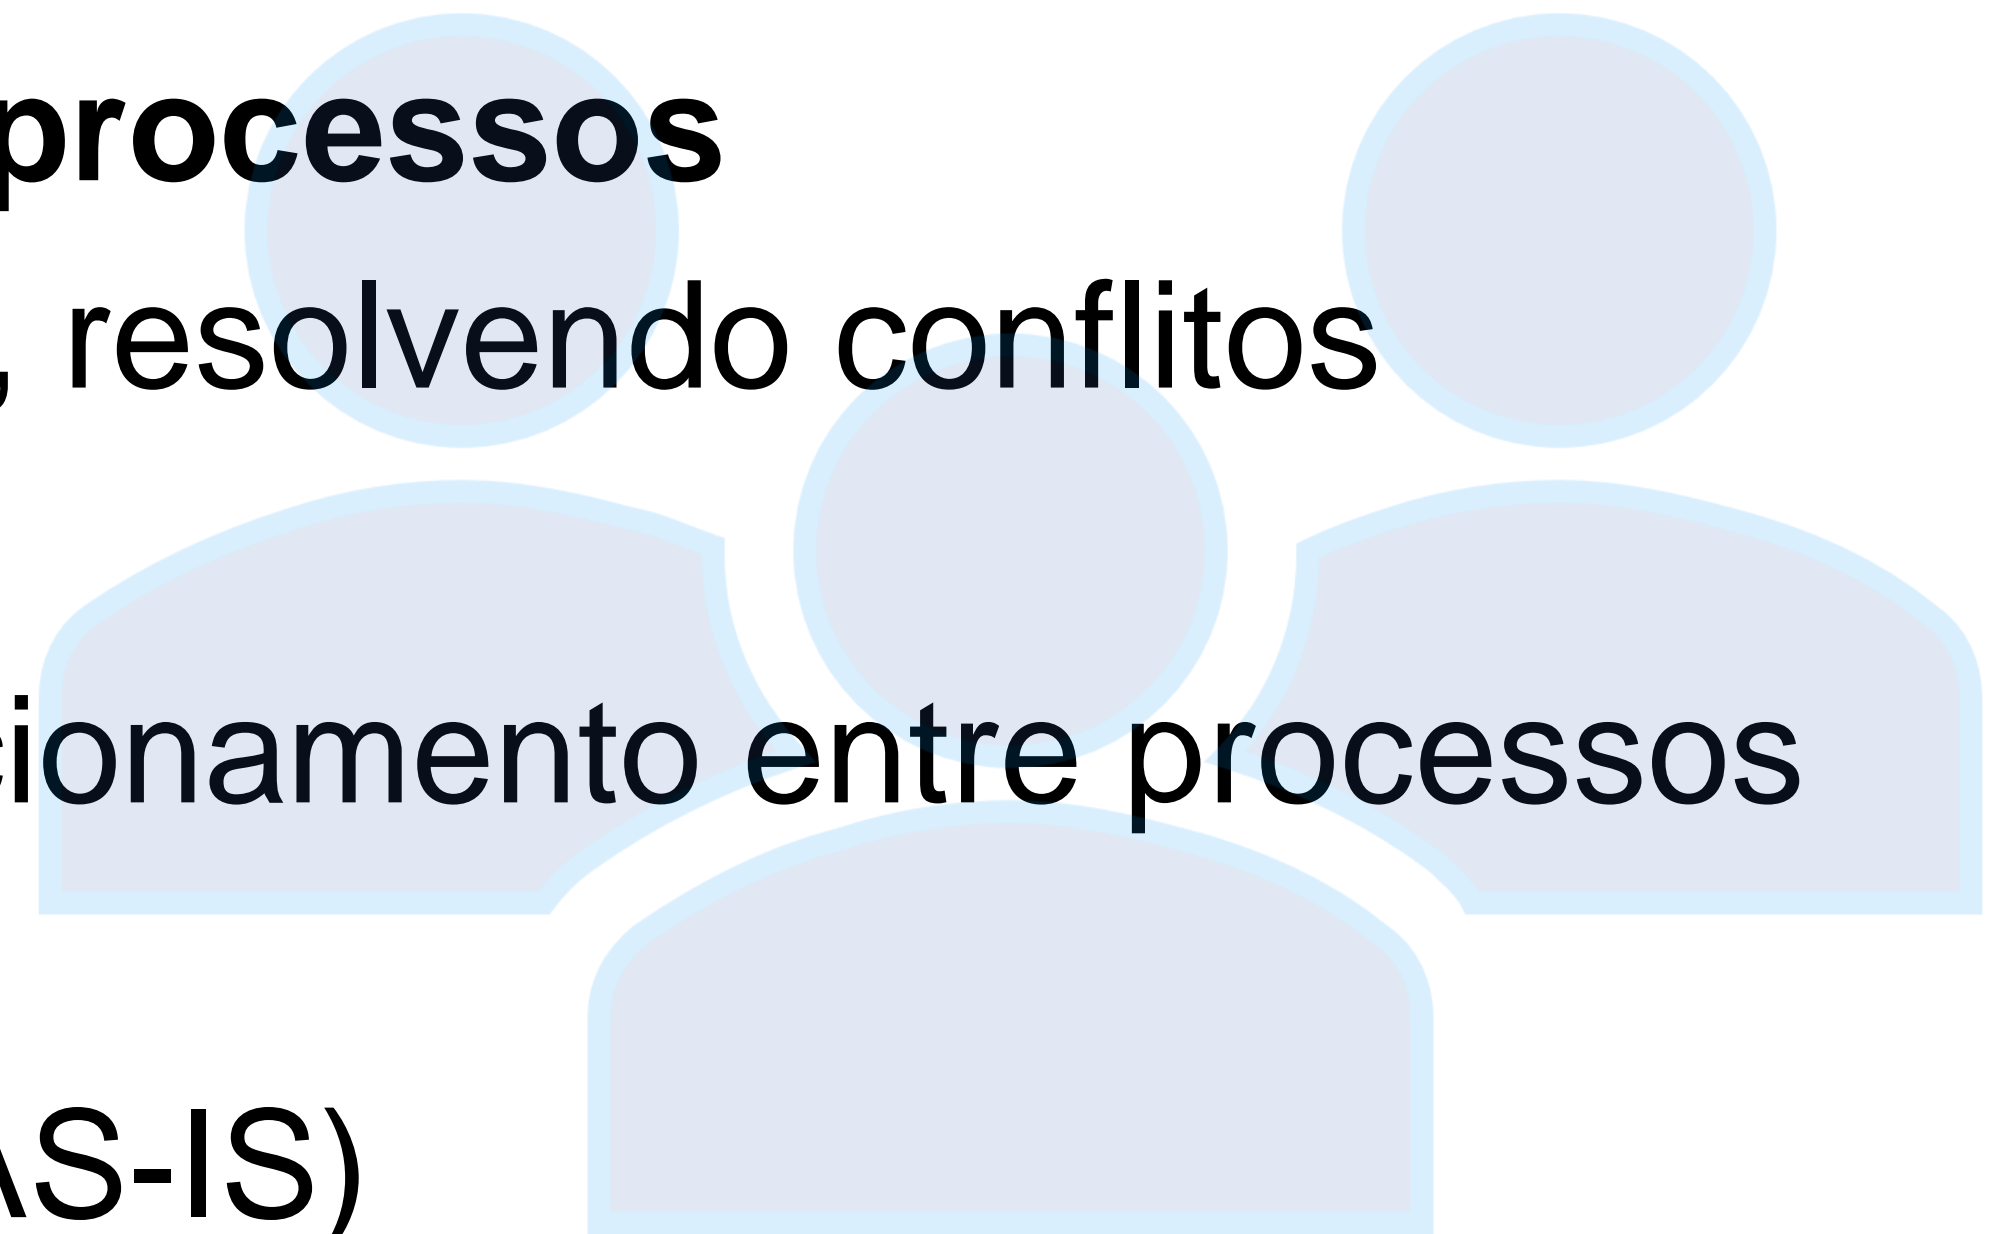 processos
, resolvendo conflitos
cionamento entre processos
AS-IS)